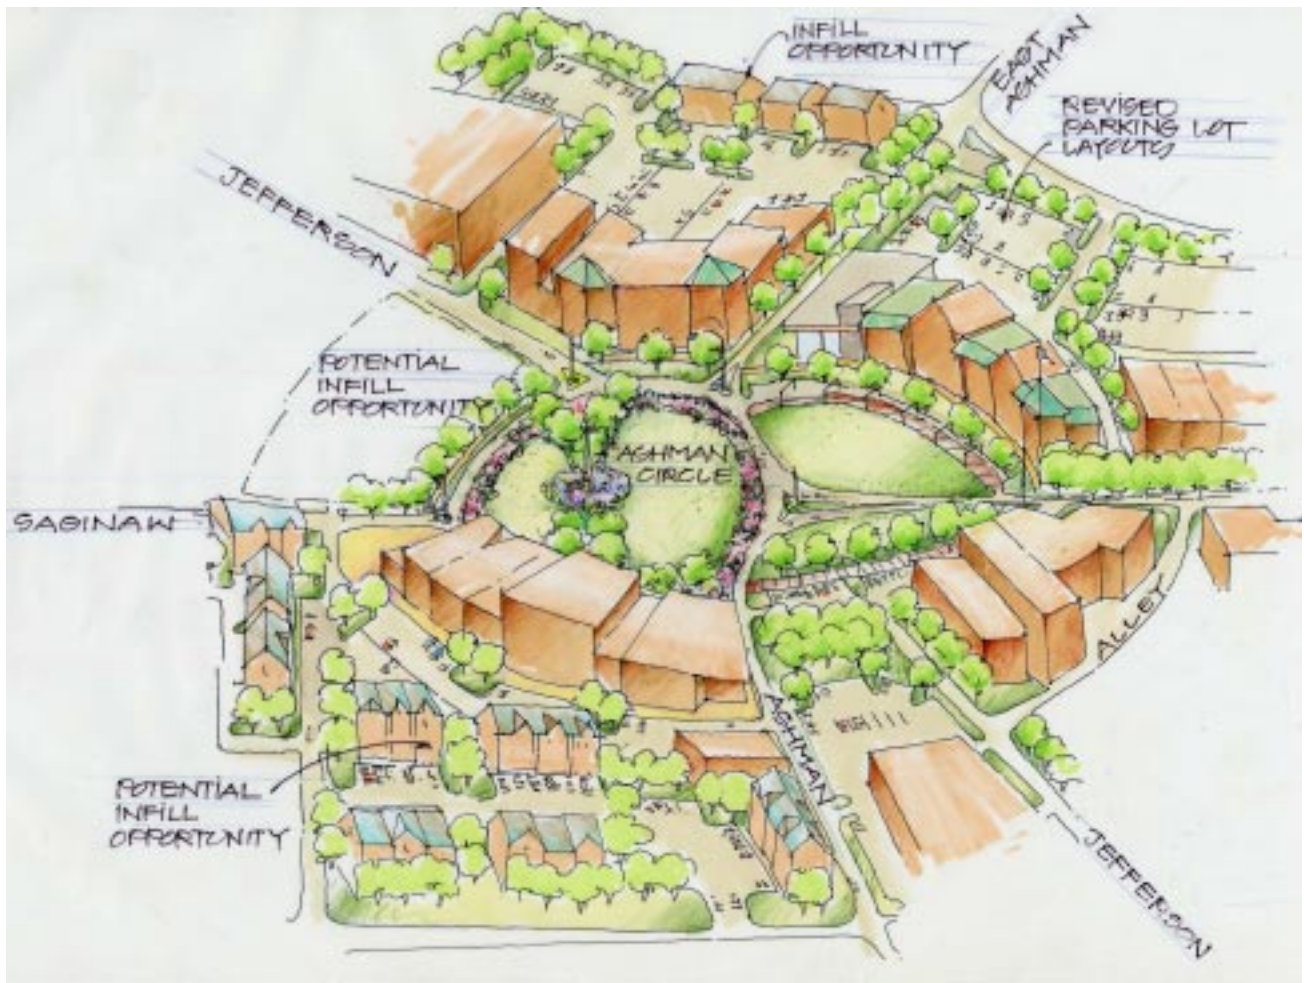 INFILL
OPPORTUNITY
EAST
ASHMAN
REVISED
PARKING LOT
LAYOUTS
JEFFERSON
POTENTIAL
INFILL
OPPORTUNITY
ASHMAN
CIRCLE
SAGINAW
ALLEY
ASHMAN
POTENTIAL
INFILL
OPPORTUNITY
JEFFERSON